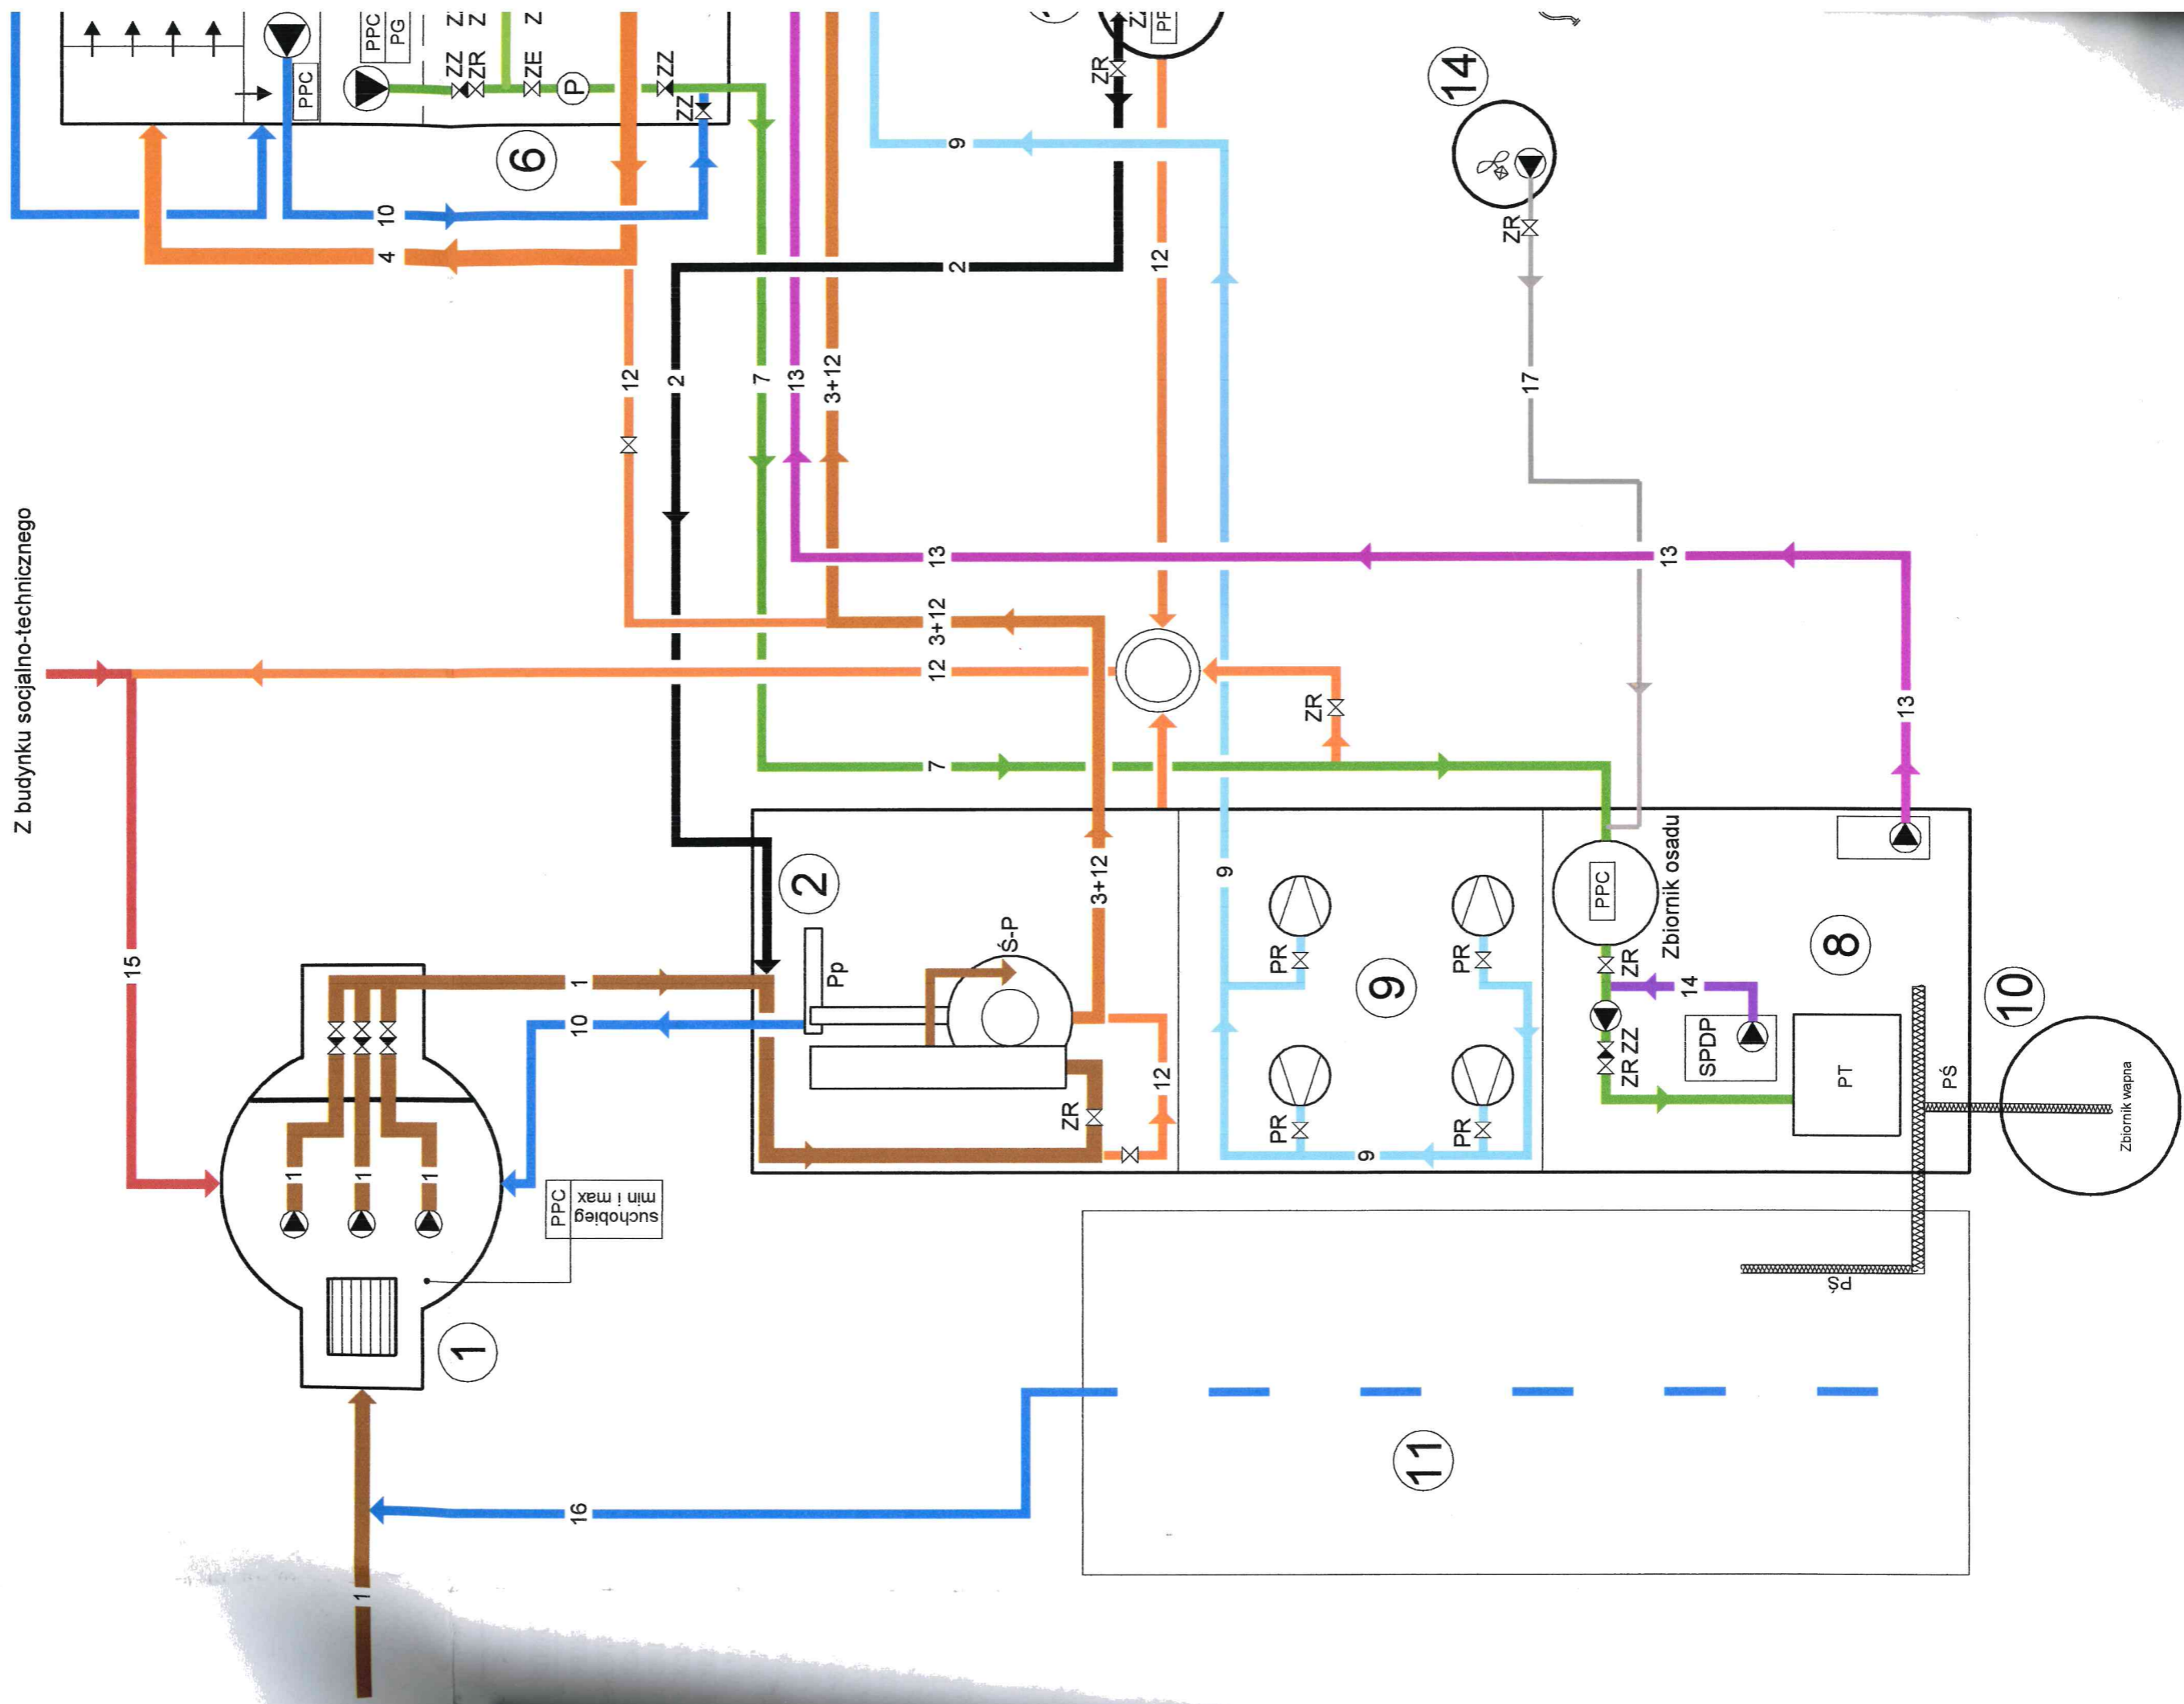 Z budynku socjalno-technicznego
PPC
PPC
PG
ZZ
ZR
ZE
P
ZZ
ZZ
6
10
4
12
2
7
13
3+12
9
2
ZR
12
14
ZR
17
13
13
13
3+12
12
7
ZR
15
1
10
1
1
1
PPC
suchobieg
min i max
1
1
16
2
Pp
Ś-P
3+12
ZR
12
9
PR
PR
9
PR
PR
9
PPC
Zbiornik osadu
ZR
14
ZR ZZ
SPDP
8
PT
PŚ
10
Zbiornik wapna
PŚ
11